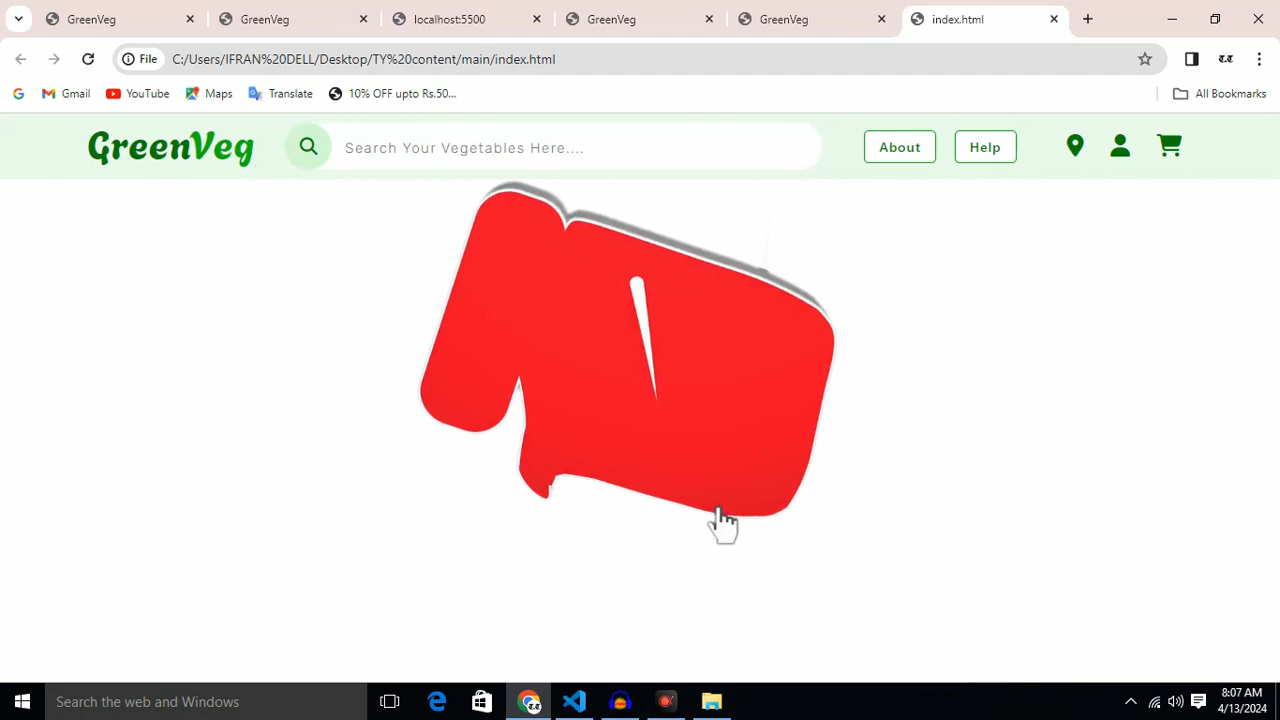 GreenVeg
GreenVeg
localhost:5500
GreenVeg
GreenVeg
index.html
File
C:/Users/IFRAN%20DELL/Desktop/TY%20content/main/index.html
Gmail
YouTube
Maps
Translate
10% OFF upto Rs.50...
All Bookmarks
GreenVeg
Search Your Vegetables Here....
About
Help
Search the web and Windows
8:07 AM
4/13/2024